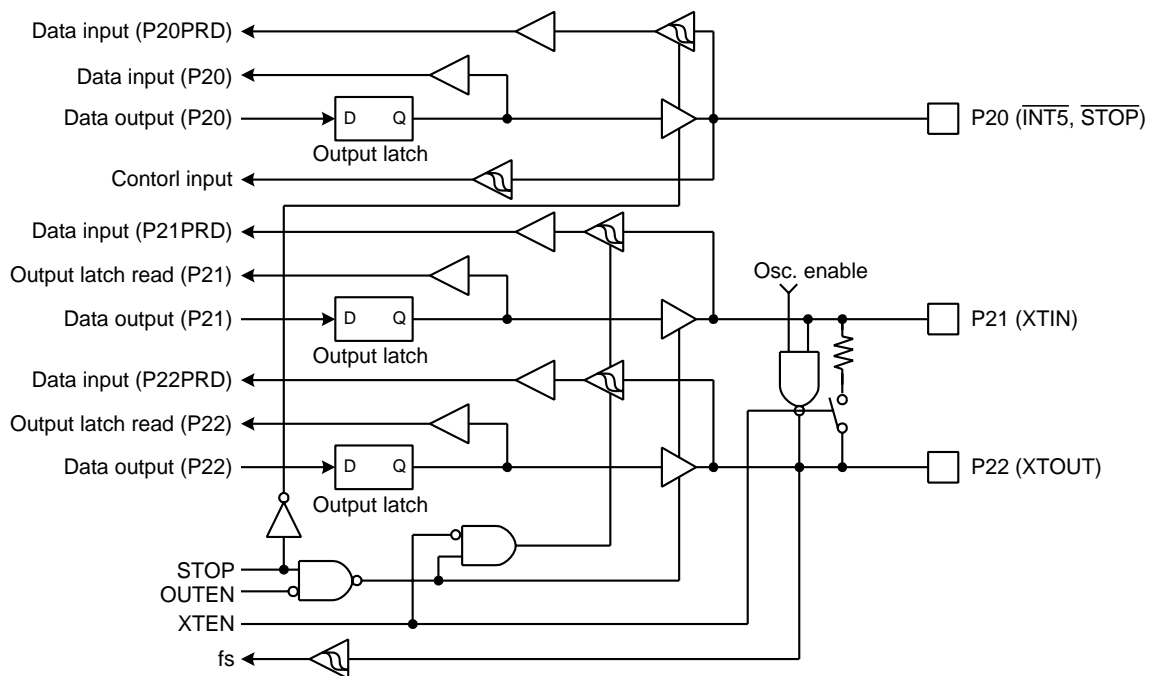 Data input (P20PRD)
Data input (P20)
Data output (P20)
D Q
Output latch
P20 (INT5, STOP)
Contorl input
Data input (P21PRD)
Output latch read (P21)
Osc. enable
Data output (P21)
D Q
Output latch
P21 (XTIN)
Data input (P22PRD)
Output latch read (P22)
Data output (P22)
D Q
Output latch
P22 (XTOUT)
STOP
OUTEN
XTEN
fs